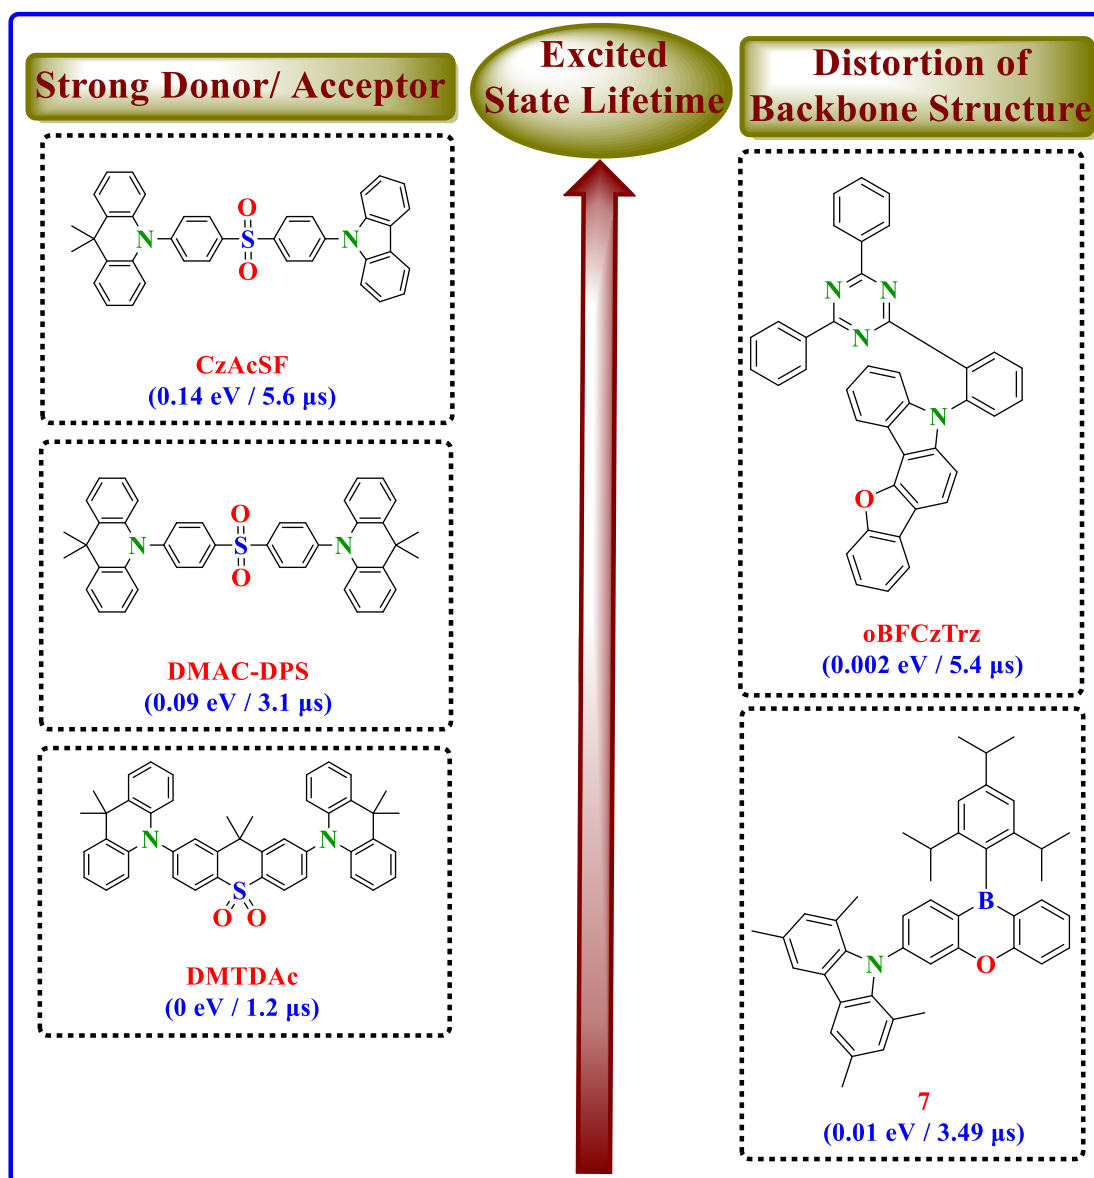 Strong Donor/ Acceptor
Excited
State Lifetime
Distortion of
Backbone Structure
N
O
S
O
N
CzAcSF
(0.14 eV / 5.6 μs)
N
O
S
O
N
DMAC-DPS
(0.09 eV / 3.1 μs)
N
N
S
O
O
DMTDAc
(0 eV / 1.2 μs)
N
N
N
N
O
oBFCzTrz
(0.002 eV / 5.4 μs)
B
N
O
7
(0.01 eV / 3.49 μs)